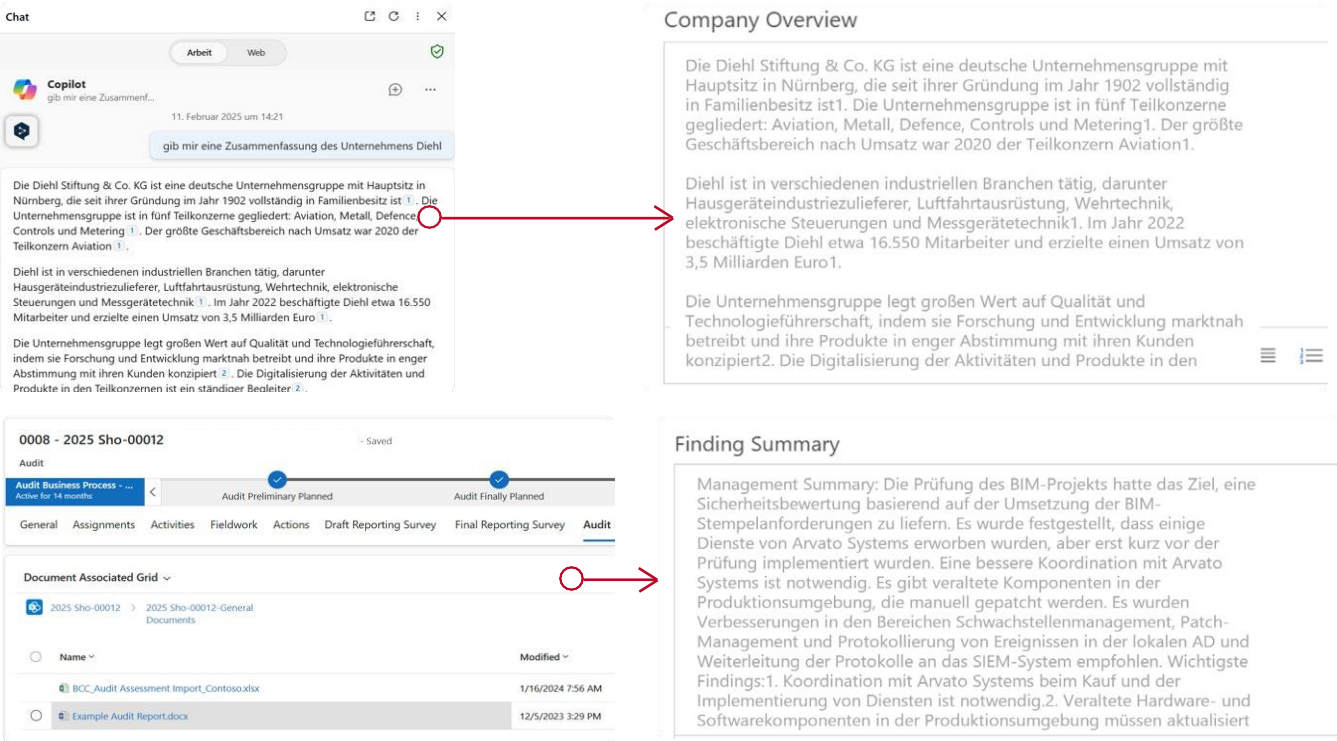 Chat
Arbeit Web
Copilot
gib mir eine Zusammenf...
11. Februar 2025 um 14:21
gib mir eine Zusammenfassung des Unternehmens Diehl
Die Diehl Stiftung & Co. KG ist eine deutsche Unternehmensgruppe mit Hauptsitz in
Nürnberg, die seit ihrer Gründung im Jahr 1902 vollständig in Familienbesitz ist 1 . Die
Unternehmensgruppe ist in fünf Teilkonzerne gegliedert: Aviation, Metall, Defence,
Controls und Metering 1 . Der größte Geschäftsbereich nach Umsatz war 2020 der
Teilkonzern Aviation 1 .
Diehl ist in verschiedenen industriellen Branchen tätig, darunter
Hausgeräteindustriezulieferer, Luftfahrtausrüstung, Wehrtechnik, elektronische
Steuerungen und Messgerätetechnik 1 . Im Jahr 2022 beschäftigte Diehl etwa 16.550
Mitarbeiter und erzielte einen Umsatz von 3,5 Milliarden Euro 1 .
Die Unternehmensgruppe legt großen Wert auf Qualität und Technologieführerschaft,
indem sie Forschung und Entwicklung marktnah betreibt und ihre Produkte in enger
Abstimmung mit ihren Kunden konzipiert 2 . Die Digitalisierung der Aktivitäten und
Produkte in den Teilkonzernen ist ein ständiger Begleiter 2 .
Company Overview
Die Diehl Stiftung & Co. KG ist eine deutsche Unternehmensgruppe mit
Hauptsitz in Nürnberg, die seit ihrer Gründung im Jahr 1902 vollständig
in Familienbesitz ist1. Die Unternehmensgruppe ist in fünf Teilkonzerne
gegliedert: Aviation, Metall, Defence, Controls und Metering1. Der größte
Geschäftsbereich nach Umsatz war 2020 der Teilkonzern Aviation1.
Diehl ist in verschiedenen industriellen Branchen tätig, darunter
Hausgeräteindustriezulieferer, Luftfahrtausrüstung, Wehrtechnik,
elektronische Steuerungen und Messgerätetechnik1. Im Jahr 2022
beschäftigte Diehl etwa 16.550 Mitarbeiter und erzielte einen Umsatz von
3,5 Milliarden Euro1.
Die Unternehmensgruppe legt großen Wert auf Qualität und
Technologieführerschaft, indem sie Forschung und Entwicklung marktnah
betreibt und ihre Produkte in enger Abstimmung mit ihren Kunden
konzipiert2. Die Digitalisierung der Aktivitäten und Produkte in den
0008 - 2025 Sho-00012 - Saved
Audit
Audit Business Process - ...
Active for 14 months
Audit Preliminary Planned Audit Finally Planned
General Assignments Activities Fieldwork Actions Draft Reporting Survey Final Reporting Survey Audit
Document Associated Grid
2025 Sho-00012 > 2025 Sho-00012-General
Documents
Name Modified
BCC_Audit Assessment Import_Contoso.xlsx 1/16/2024 7:56 AM
Example Audit Report.docx 12/5/2023 3:29 PM
Finding Summary
Management Summary: Die Prüfung des BIM-Projekts hatte das Ziel, eine
Sicherheitsbewertung basierend auf der Umsetzung der BIM-
Stempelanforderungen zu liefern. Es wurde festgestellt, dass einige
Dienste von Arvato Systems erworben wurden, aber erst kurz vor der
Prüfung implementiert wurden. Eine bessere Koordination mit Arvato
Systems ist notwendig. Es gibt veraltete Komponenten in der
Produktionsumgebung, die manuell gepatcht werden. Es wurden
Verbesserungen in den Bereichen Schwachstellenmanagement, Patch-
Management und Protokollierung von Ereignissen in der lokalen AD und
Weiterleitung der Protokolle an das SIEM-System empfohlen. Wichtigste
Findings:1. Koordination mit Arvato Systems beim Kauf und der
Implementierung von Diensten ist notwendig.2. Veraltete Hardware- und
Softwarekomponenten in der Produktionsumgebung müssen aktualisiert